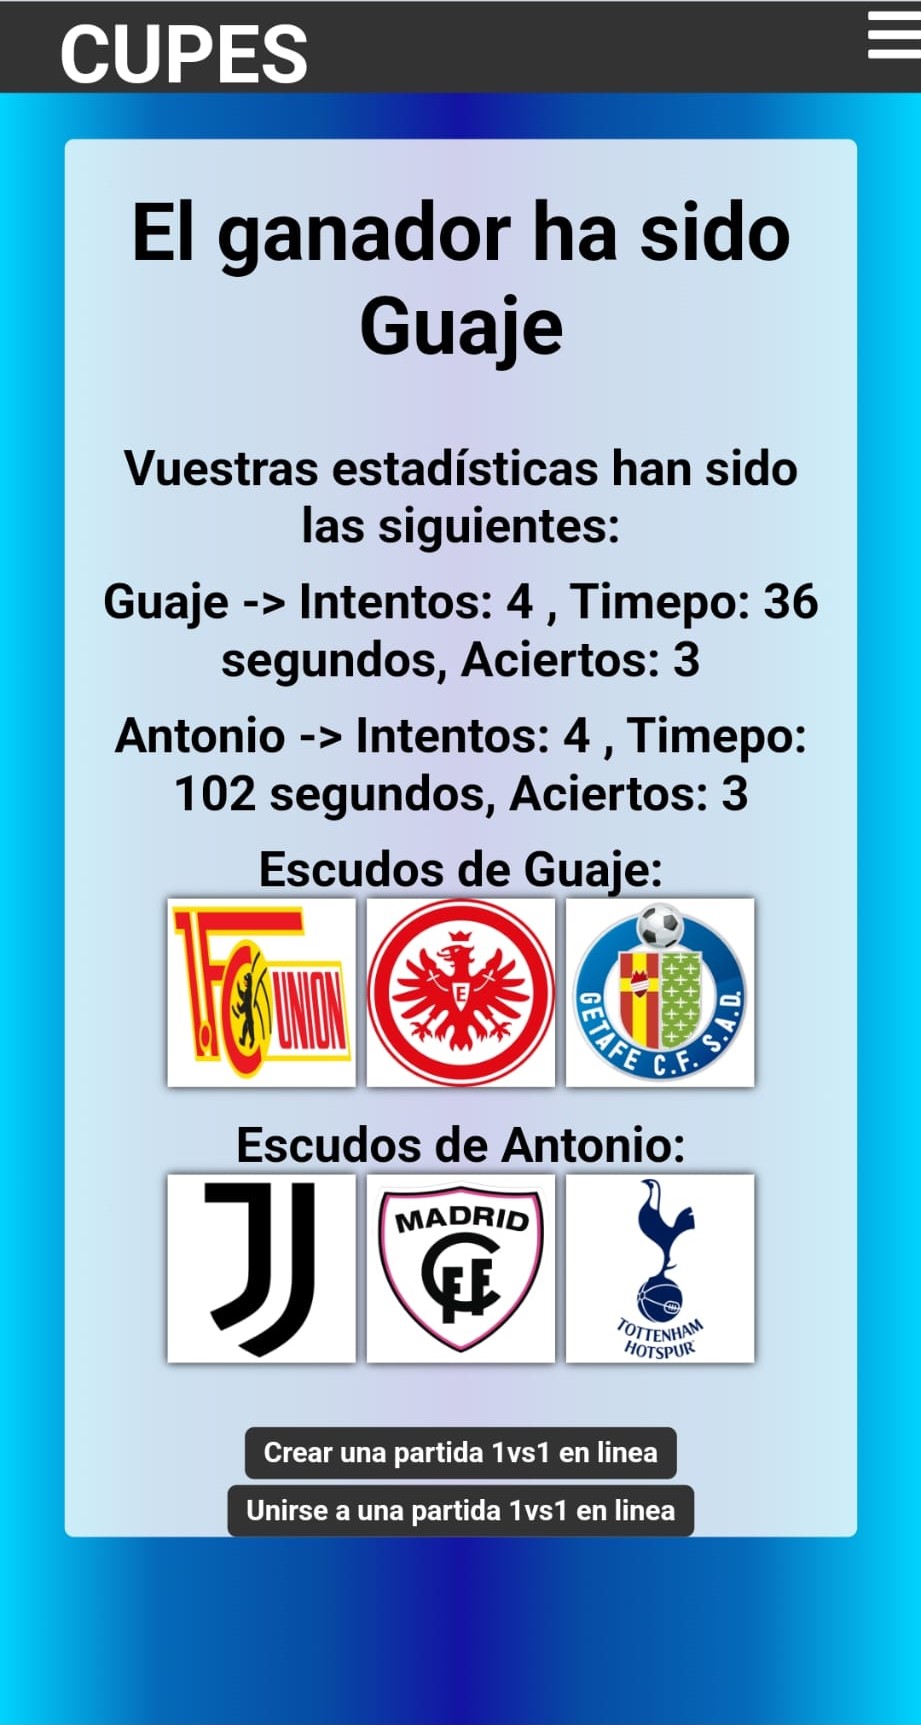 CUPES
El ganador ha sido
Guaje
Vuestras estadísticas han sido
las siguientes:
Guaje -> Intentos: 4 , Timepo: 36
segundos, Aciertos: 3
Antonio -> Intentos: 4 , Timepo:
102 segundos, Aciertos: 3
Escudos de Guaje:
1.FC UNION
E
GETAFE C.F. S.A.D.
Escudos de Antonio:
J
MADRID
CFF
TOTTENHAM
HOTSPUR
Crear una partida 1vs1 en linea
Unirse a una partida 1vs1 en linea